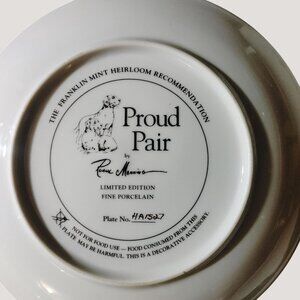 THE FRANKLIN MINT HEIRLOOM RECOMMENDATION
Proud
Pair
by
LIMITED EDITION
FINE PORCELAIN
Plate No. HA1527
NOT FOR FOOD USE – FOOD CONSUMED FROM THIS
PLATE MAY BE HARMFUL. THIS IS A DECORATIVE ACCESSORY.